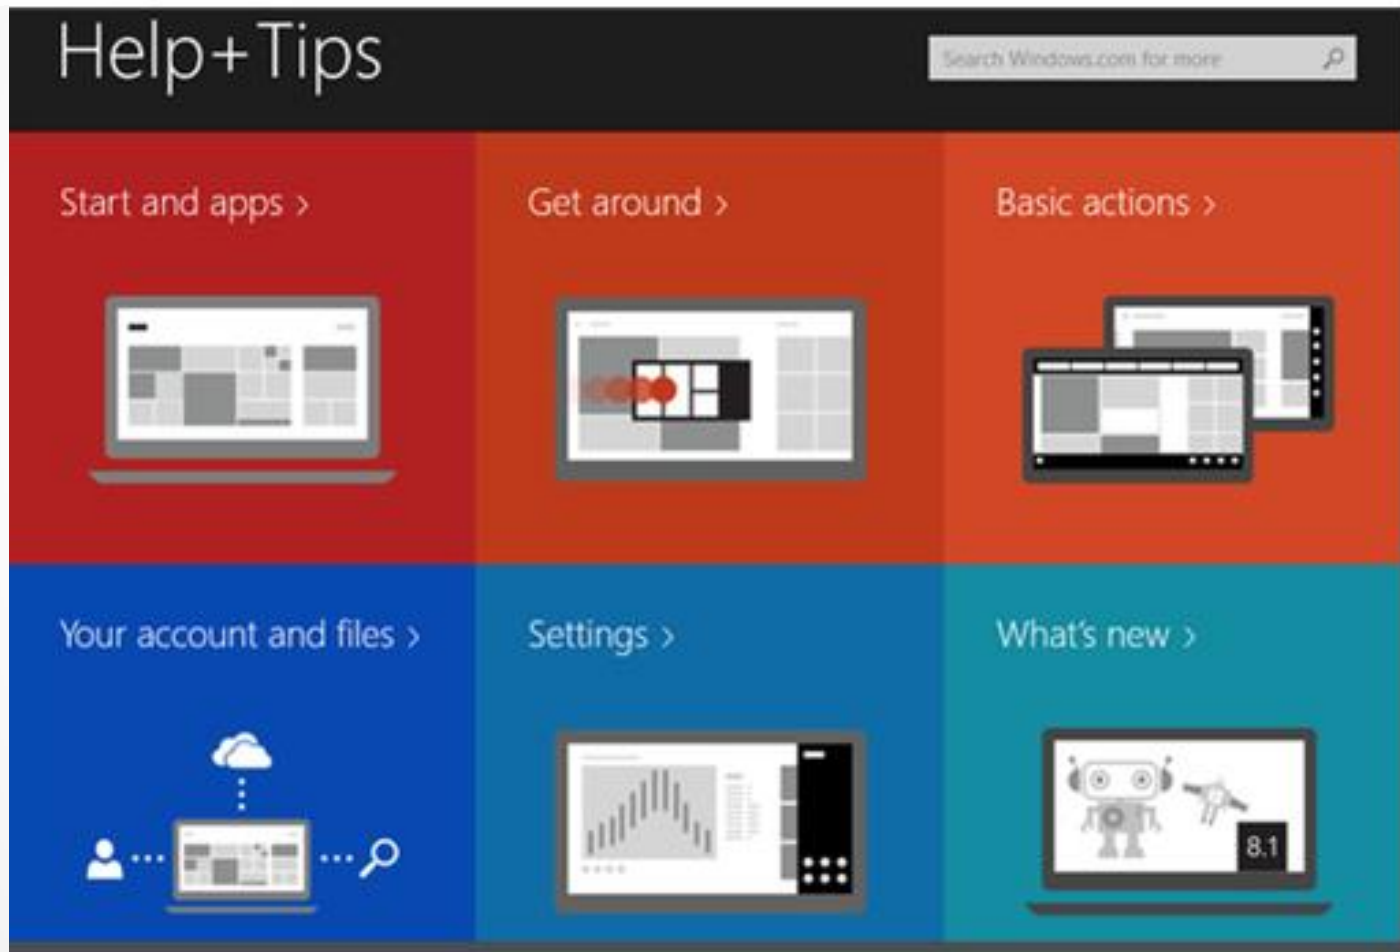 Help+Tips
Search Windows.com for more
Start and apps >
Get around >
Basic actions >
Your account and files >
Settings >
What's new >
8.1